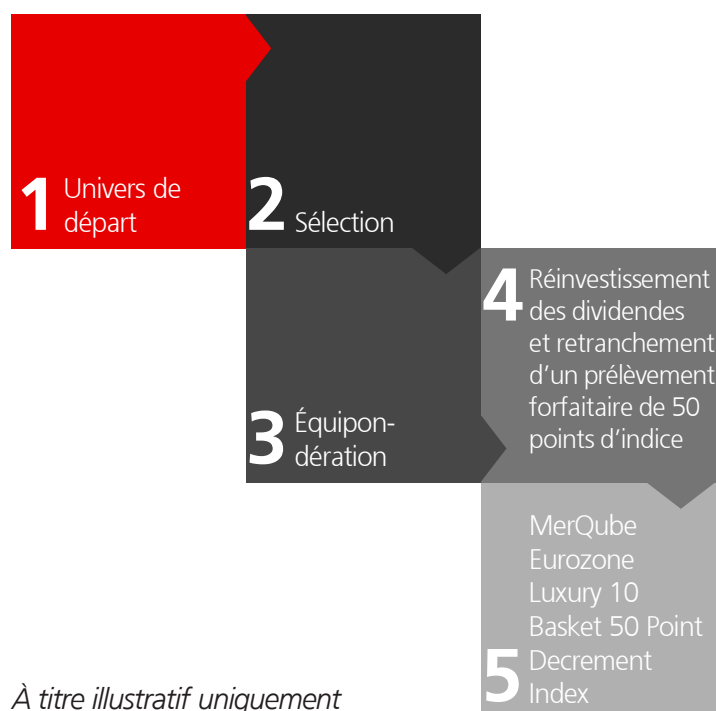 1 Univers de
départ
2 Sélection
3 Équipon-
dération
4 Réinvestissement
des dividendes
et retranchement
d'un prélèvement
forfaitaire de 50
points d'indice
MerQube
Eurozone
Luxury 10
Basket 50 Point
5 Decrement
Index
À titre illustratif uniquement